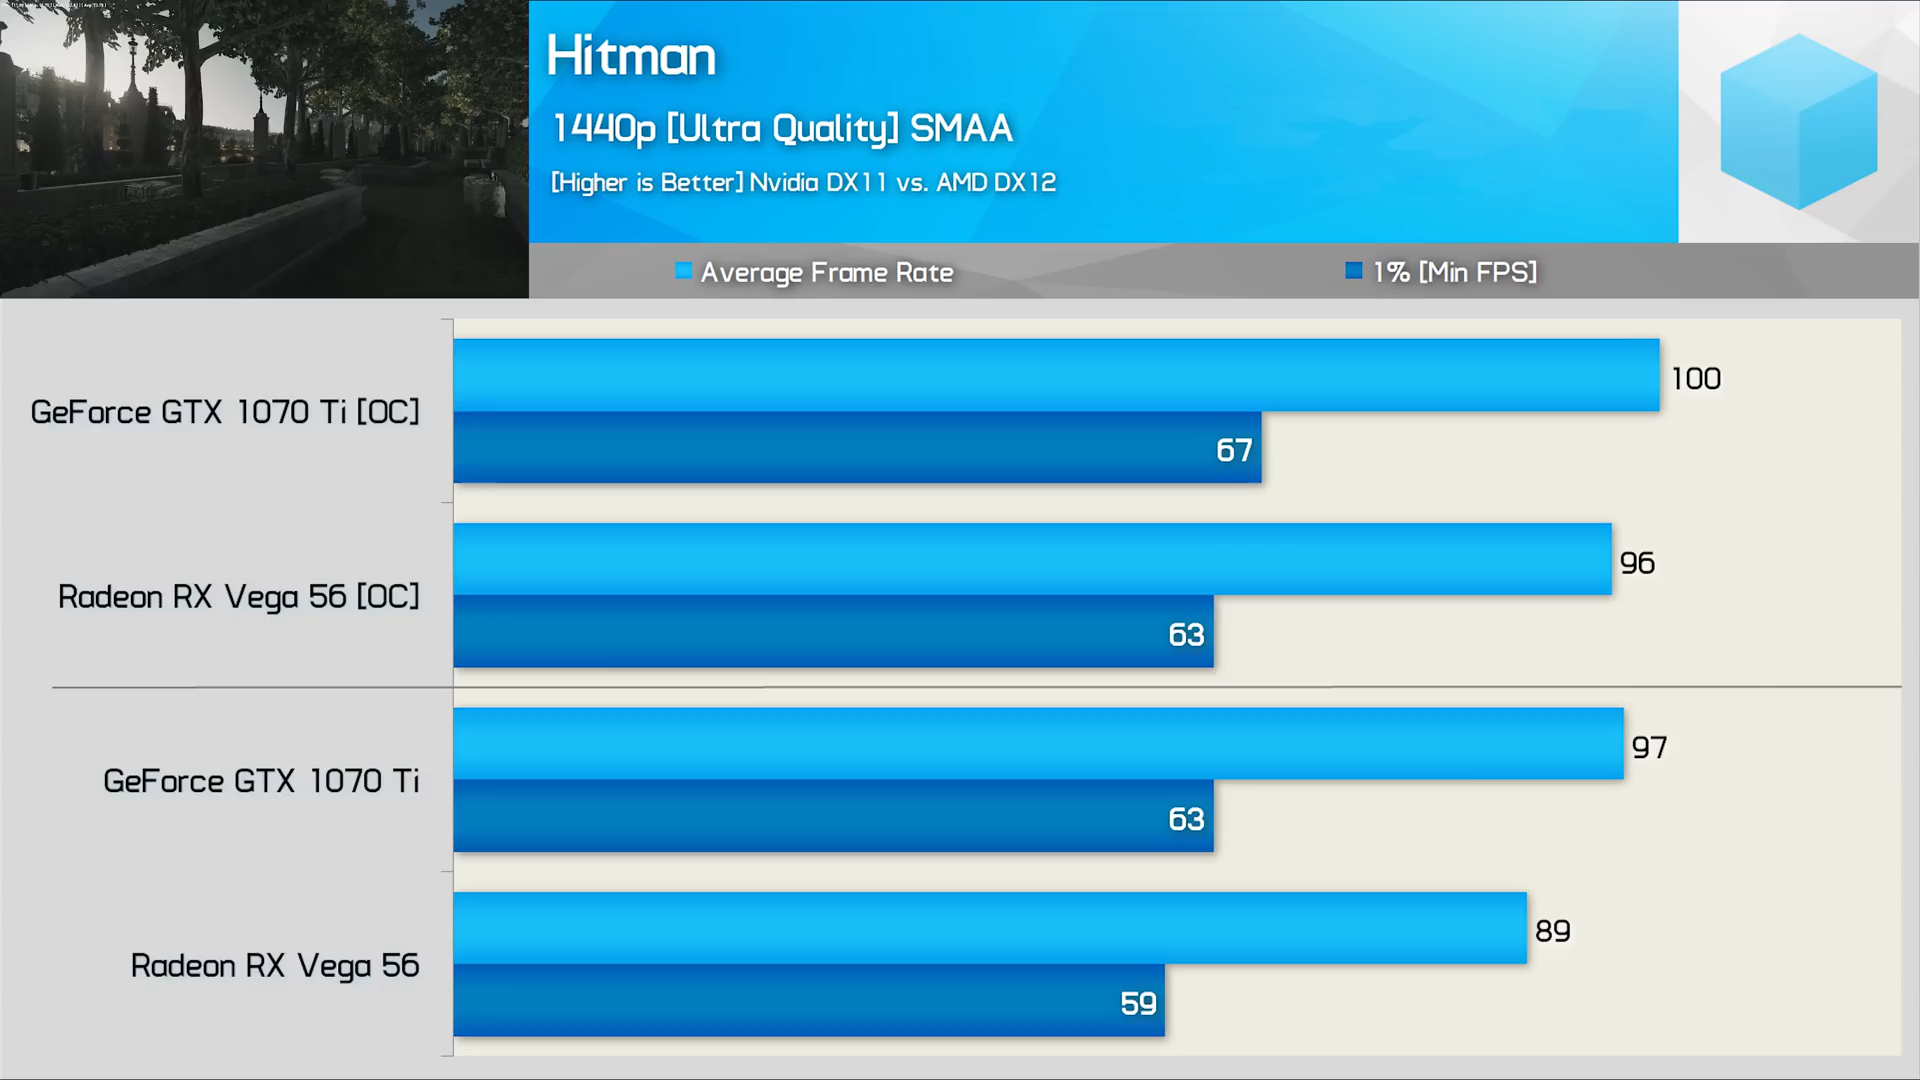 Hitman
1440p [Ultra Quality] SMAA
[Higher is Better] Nvidia DX11 vs. AMD DX12
Average Frame Rate
1% [Min FPS]
GeForce GTX 1070 Ti [OC]
100
67
Radeon RX Vega 56 [OC]
96
63
GeForce GTX 1070 Ti
97
63
Radeon RX Vega 56
89
59